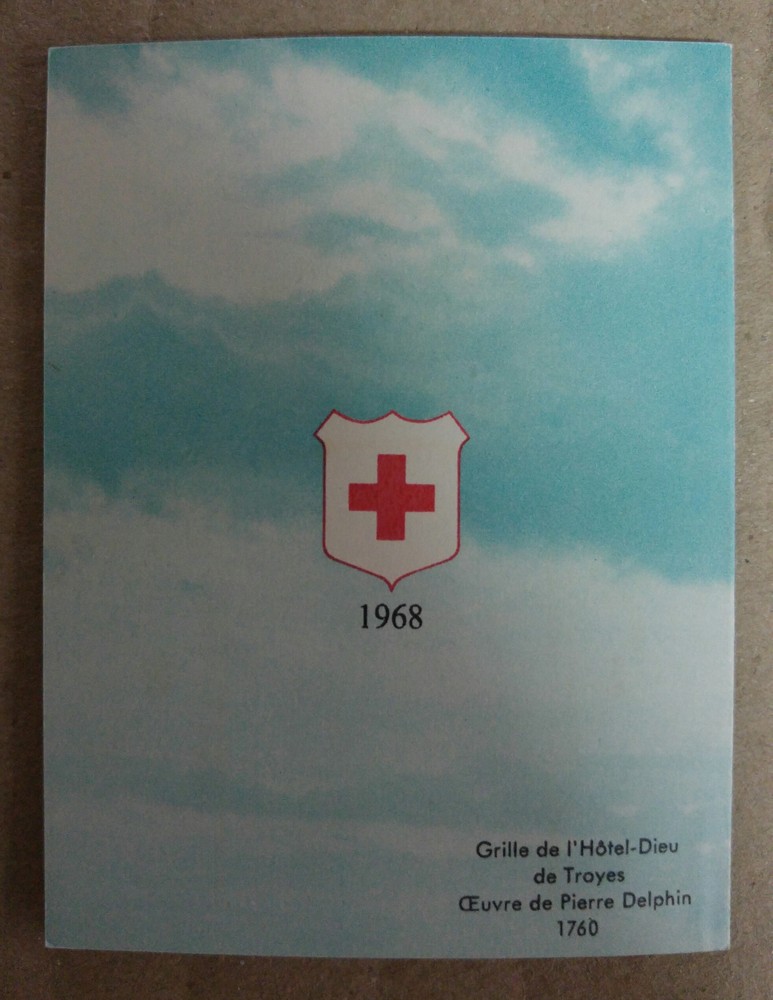 1968
Grille de l'Hôtel-Dieu
de Troyes
Œuvre de Pierre Delphin
1760